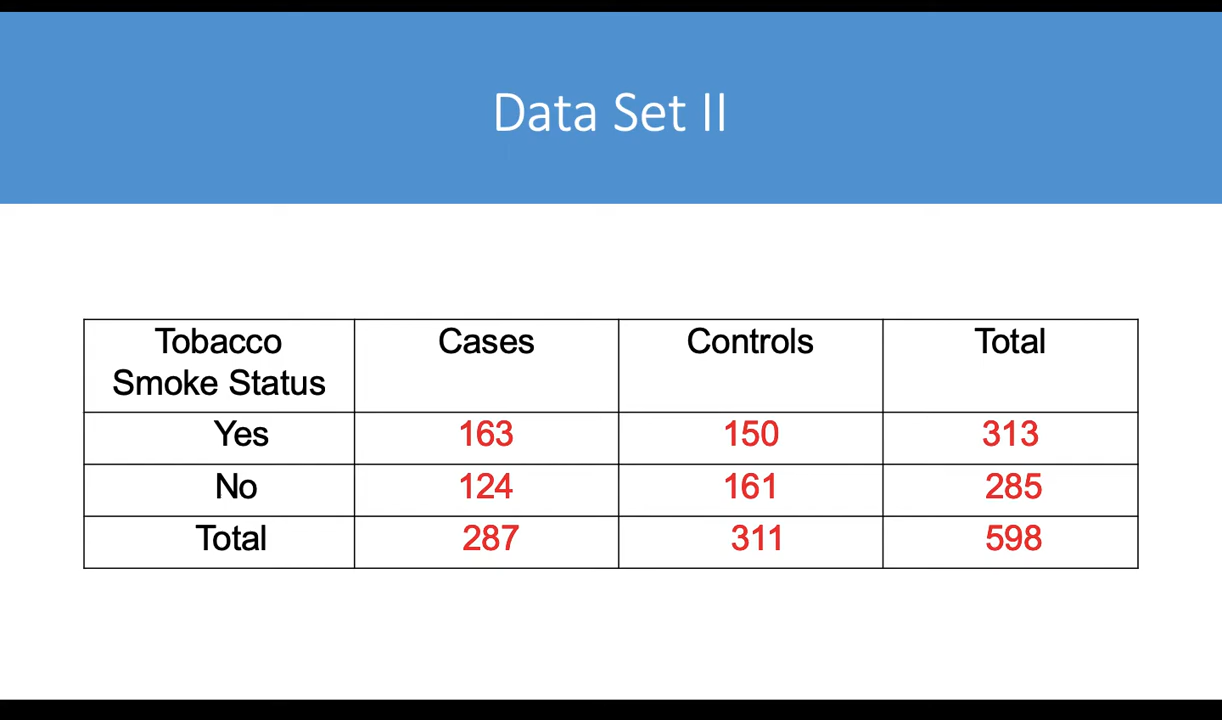 Data Set II
Tobacco Smoke Status Cases Controls Total
Yes 163 150 313
No 124 161 285
Total 287 311 598